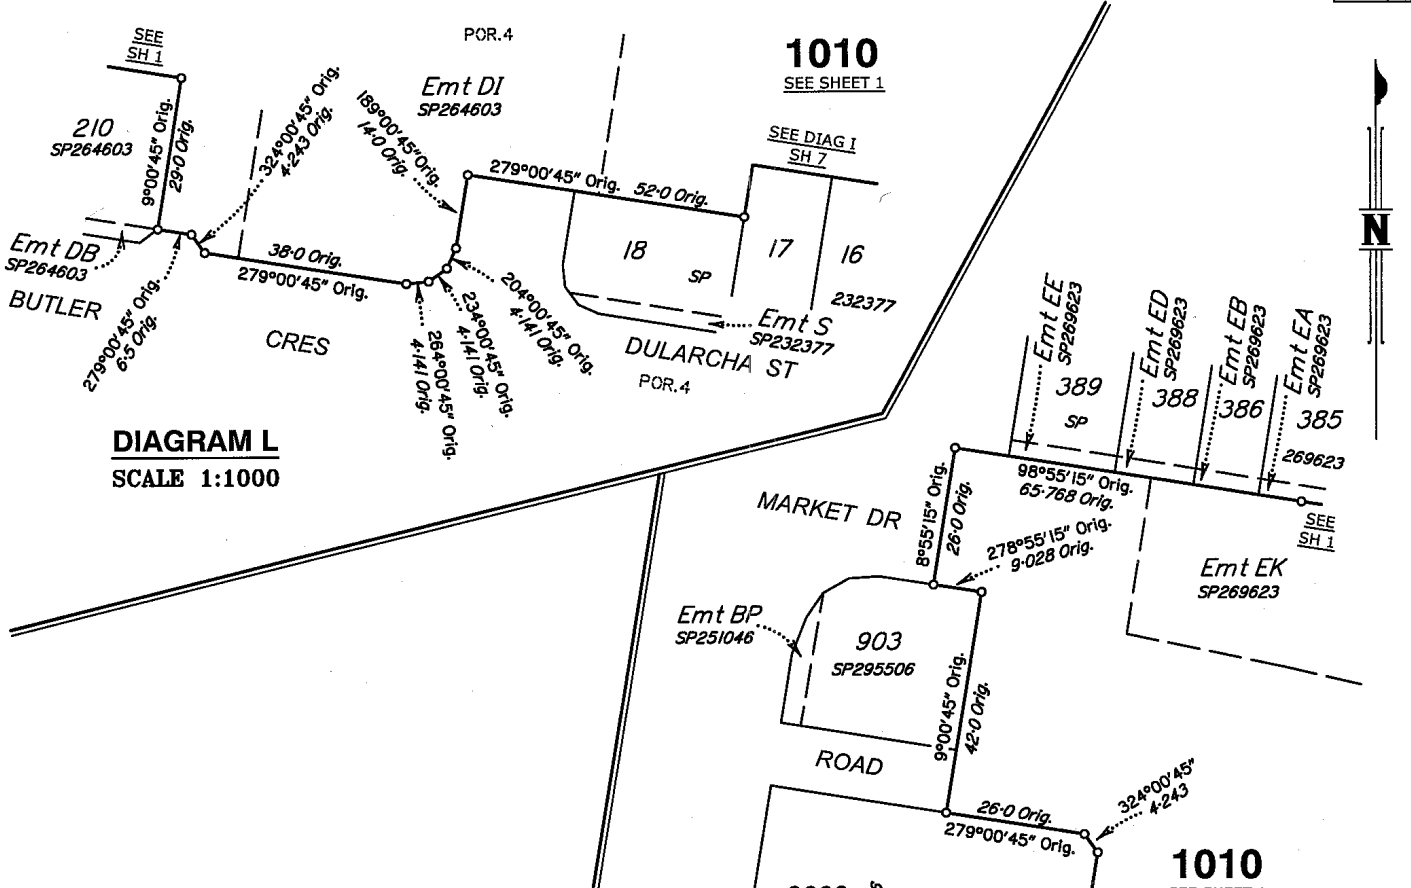 SEE
SH 1
POR.4
1010
SEE SHEET 1
Emt DI
SP264603
210
SP264603
9°00'45" Orig.
29·0 Orig.
324°00'45" Orig.
4·243 Orig.
189°00'45" Orig.
14·0 Orig.
SEE DIAG I
SH 7
279°00'45" Orig.
52·0 Orig.
18
SP
17
16
232377
Emt DB
SP264603
38·0 Orig.
279°00'45" Orig.
BUTLER
CRES
279°00'45" Orig.
6·5 Orig.
264°00'45" Orig.
4·141 Orig.
234°00'45" Orig.
4·141 Orig.
204°00'45" Orig.
4·141 Orig.
Emt S
SP232377
DULARCHA ST
POR.4
DIAGRAM L
SCALE 1:1000
N
Emt EE
SP269623
Emt ED
SP269623
Emt EB
SP269623
Emt EA
SP269623
389
SP
388
386
385
269623
98°55'15" Orig.
65·768 Orig.
MARKET DR
8°55'15" Orig.
26·0 Orig.
278°55'15" Orig.
9·028 Orig.
SEE
SH 1
Emt EK
SP269623
Emt BP
SP251046
903
SP295506
9°00'45" Orig.
42·0 Orig.
ROAD
26·0 Orig.
279°00'45" Orig.
324°00'45"
4·243
1010